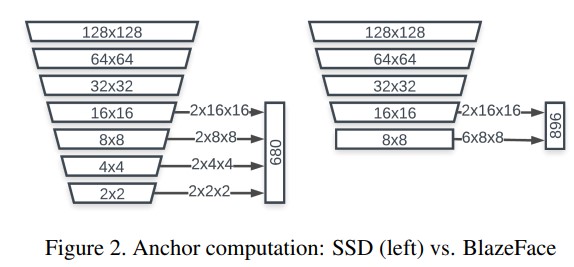 128x128
64x64
32x32
16x16
2x16x16
8x8
2x8x8
4x4
2x4x4
2x2
2x2x2
680
128x128
64x64
32x32
16x16
2x16x16
8x8
6x8x8
896
Figure 2. Anchor computation: SSD (left) vs. BlazeFace